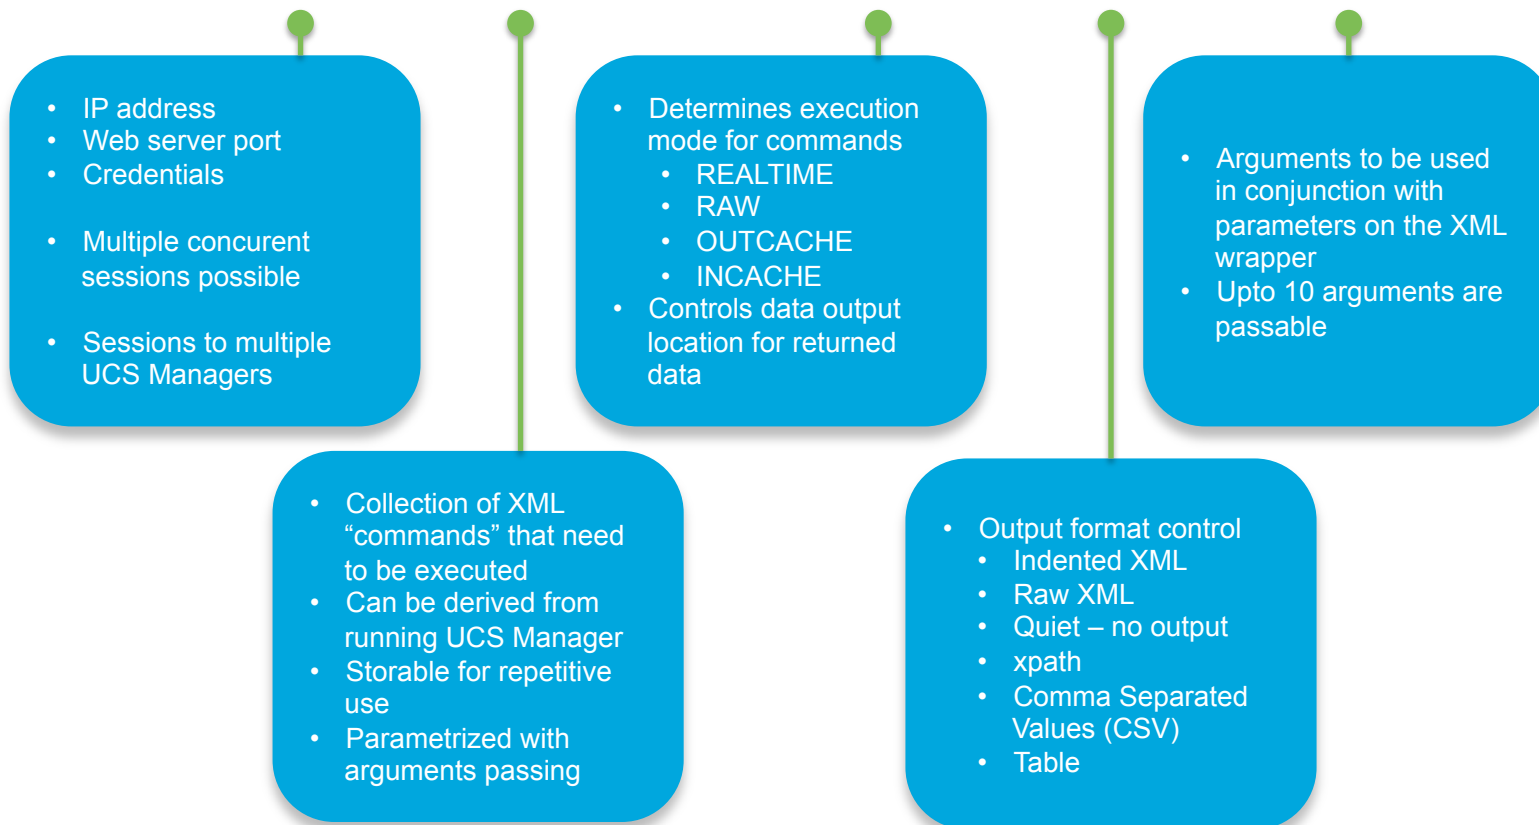 • IP address
• Web server port
• Credentials
• Multiple concurent
sessions possible
• Sessions to multiple
UCS Managers
• Collection of XML
“commands” that need
to be executed
• Can be derived from
running UCS Manager
• Storable for repetitive
use
• Parametrized with
arguments passing
• Determines execution
mode for commands
• REALTIME
• RAW
• OUTCACHE
• INCACHE
• Controls data output
location for returned
data
• Output format control
• Indented XML
• Raw XML
• Quiet – no output
• xpath
• Comma Separated
Values (CSV)
• Table
• Arguments to be used
in conjunction with
parameters on the XML
wrapper
• Upto 10 arguments are
passable